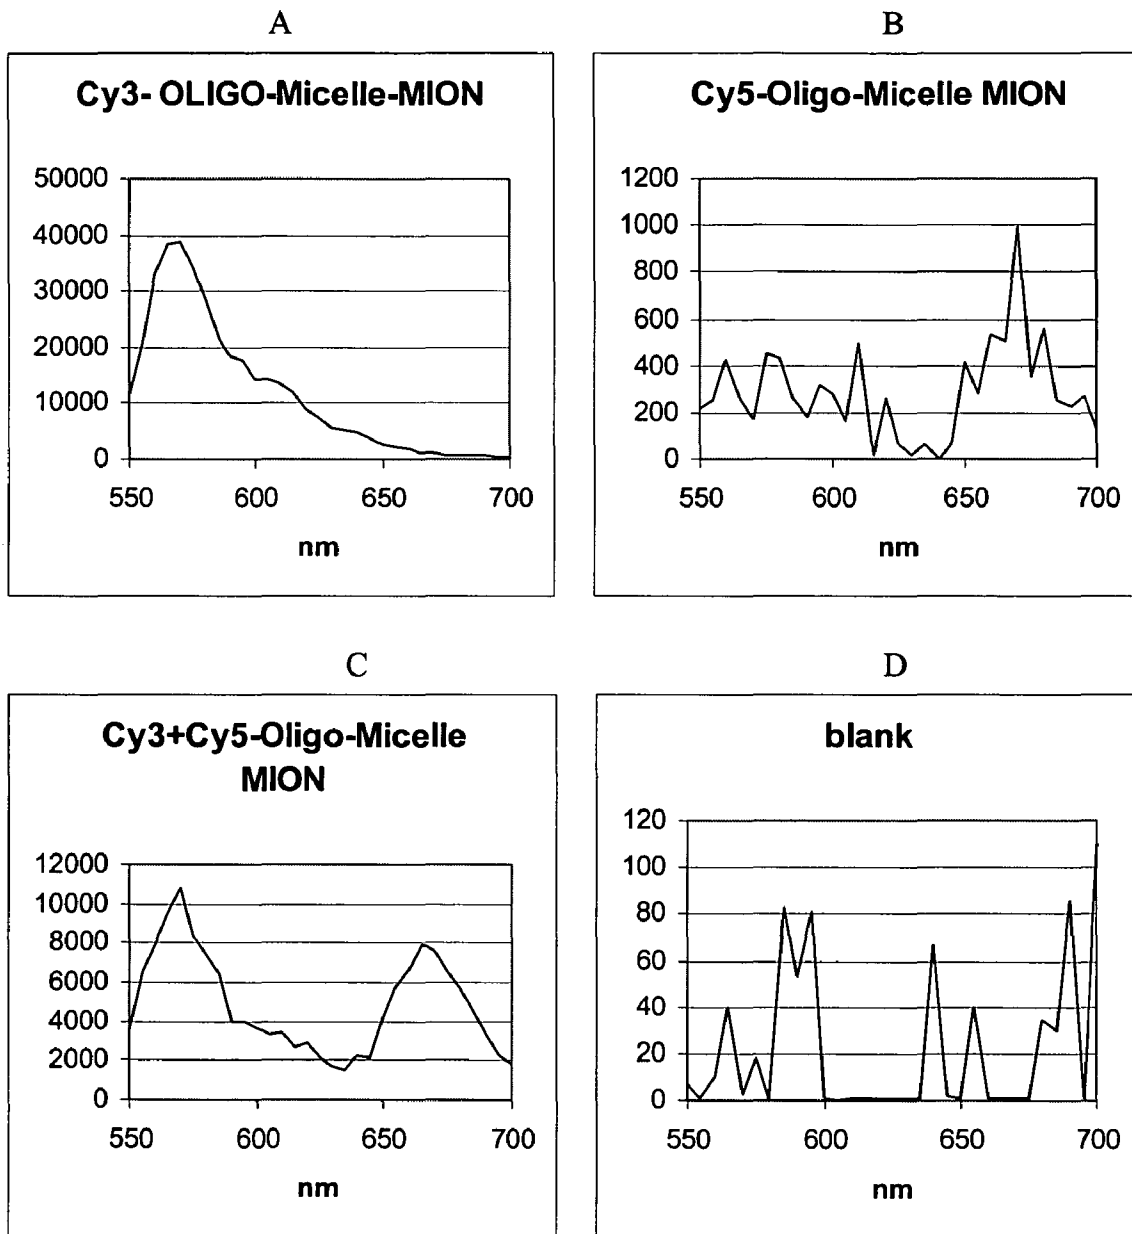 A
Cy3- OLIGO-Micelle-MION
50000
40000
30000
20000
10000
0
550 600 650 700
nm
B
Cy5-Oligo-Micelle MION
1200
1000
800
600
400
200
0
550 600 650 700
nm
C
Cy3+Cy5-Oligo-Micelle
MION
12000
10000
8000
6000
4000
2000
0
550 600 650 700
nm
D
blank
120
100
80
60
40
20
0
550 600 650 700
nm